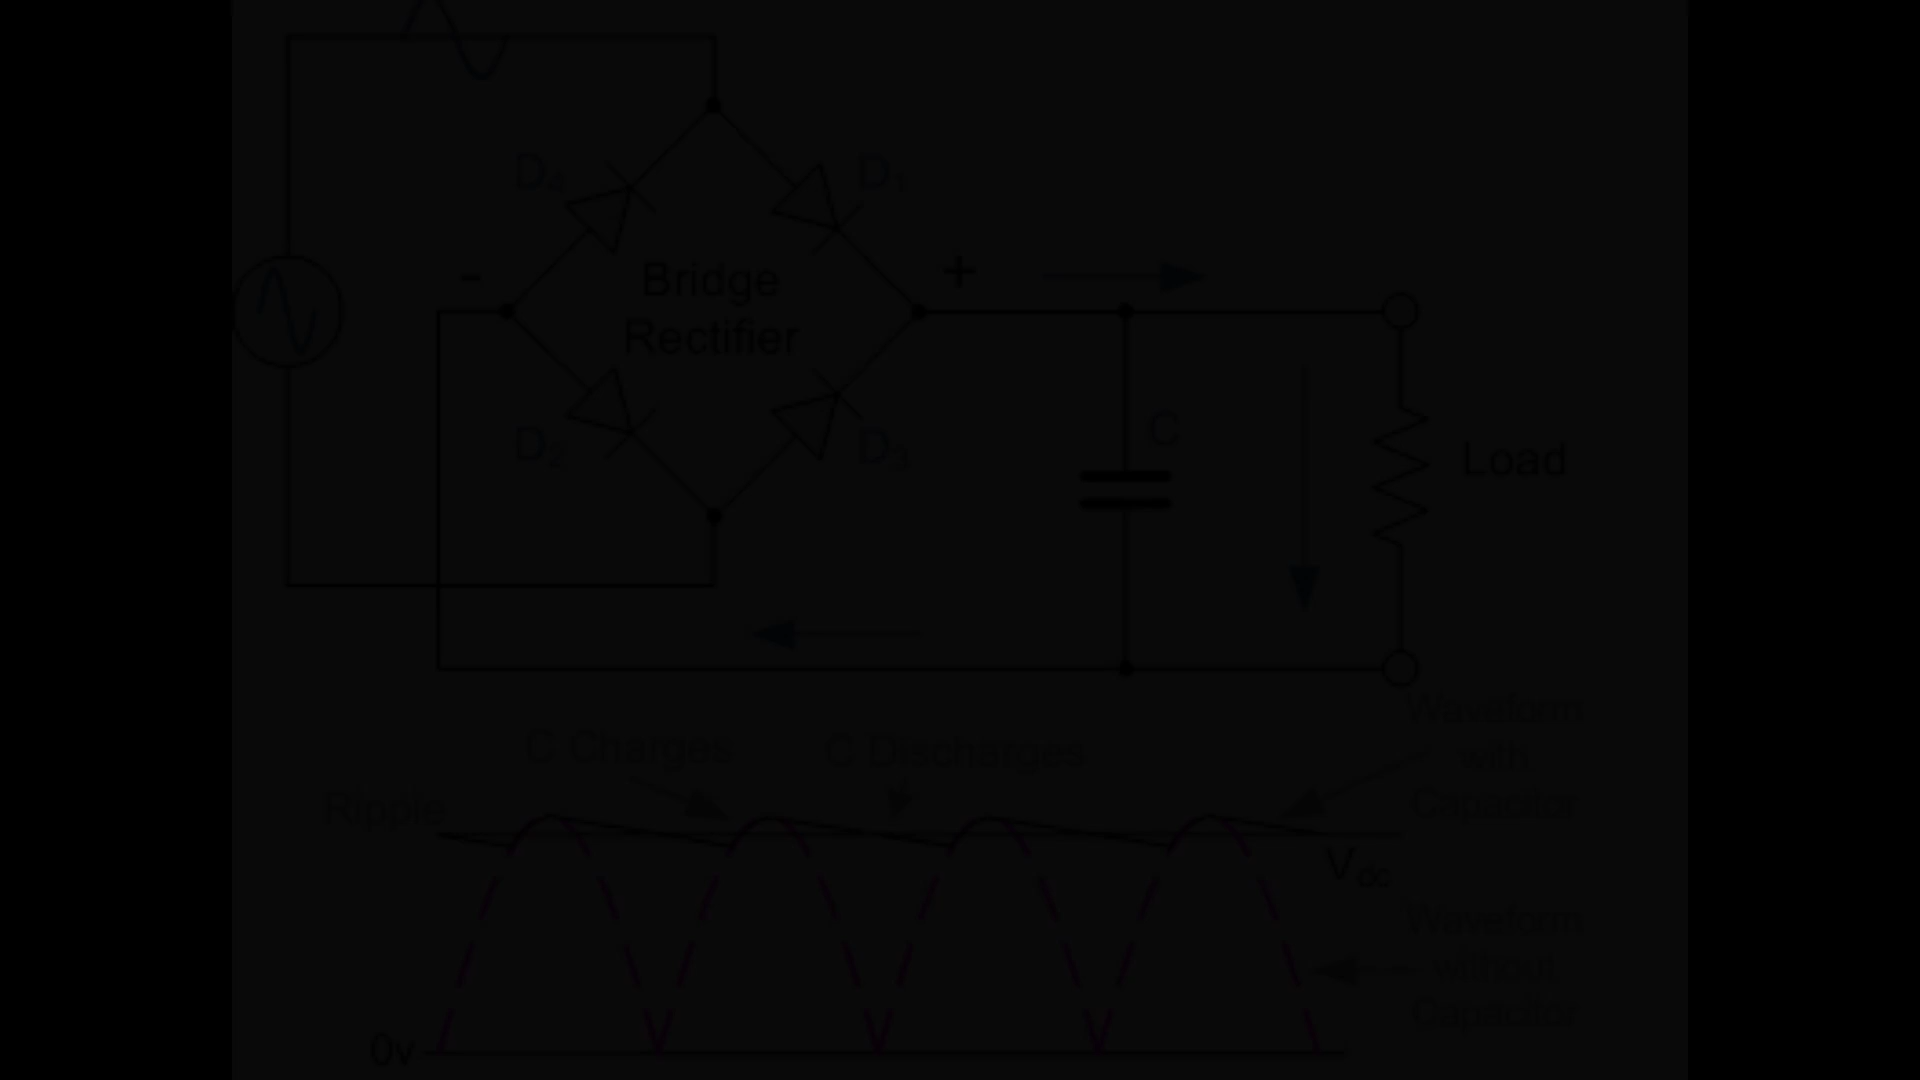 D4
D1
-
+
Bridge
Rectifier
D2
D3
C
Load
Waveform
with
Capacitor
C Charges
C Discharges
Ripple
Vdc
Waveform
without
Capacitor
0v